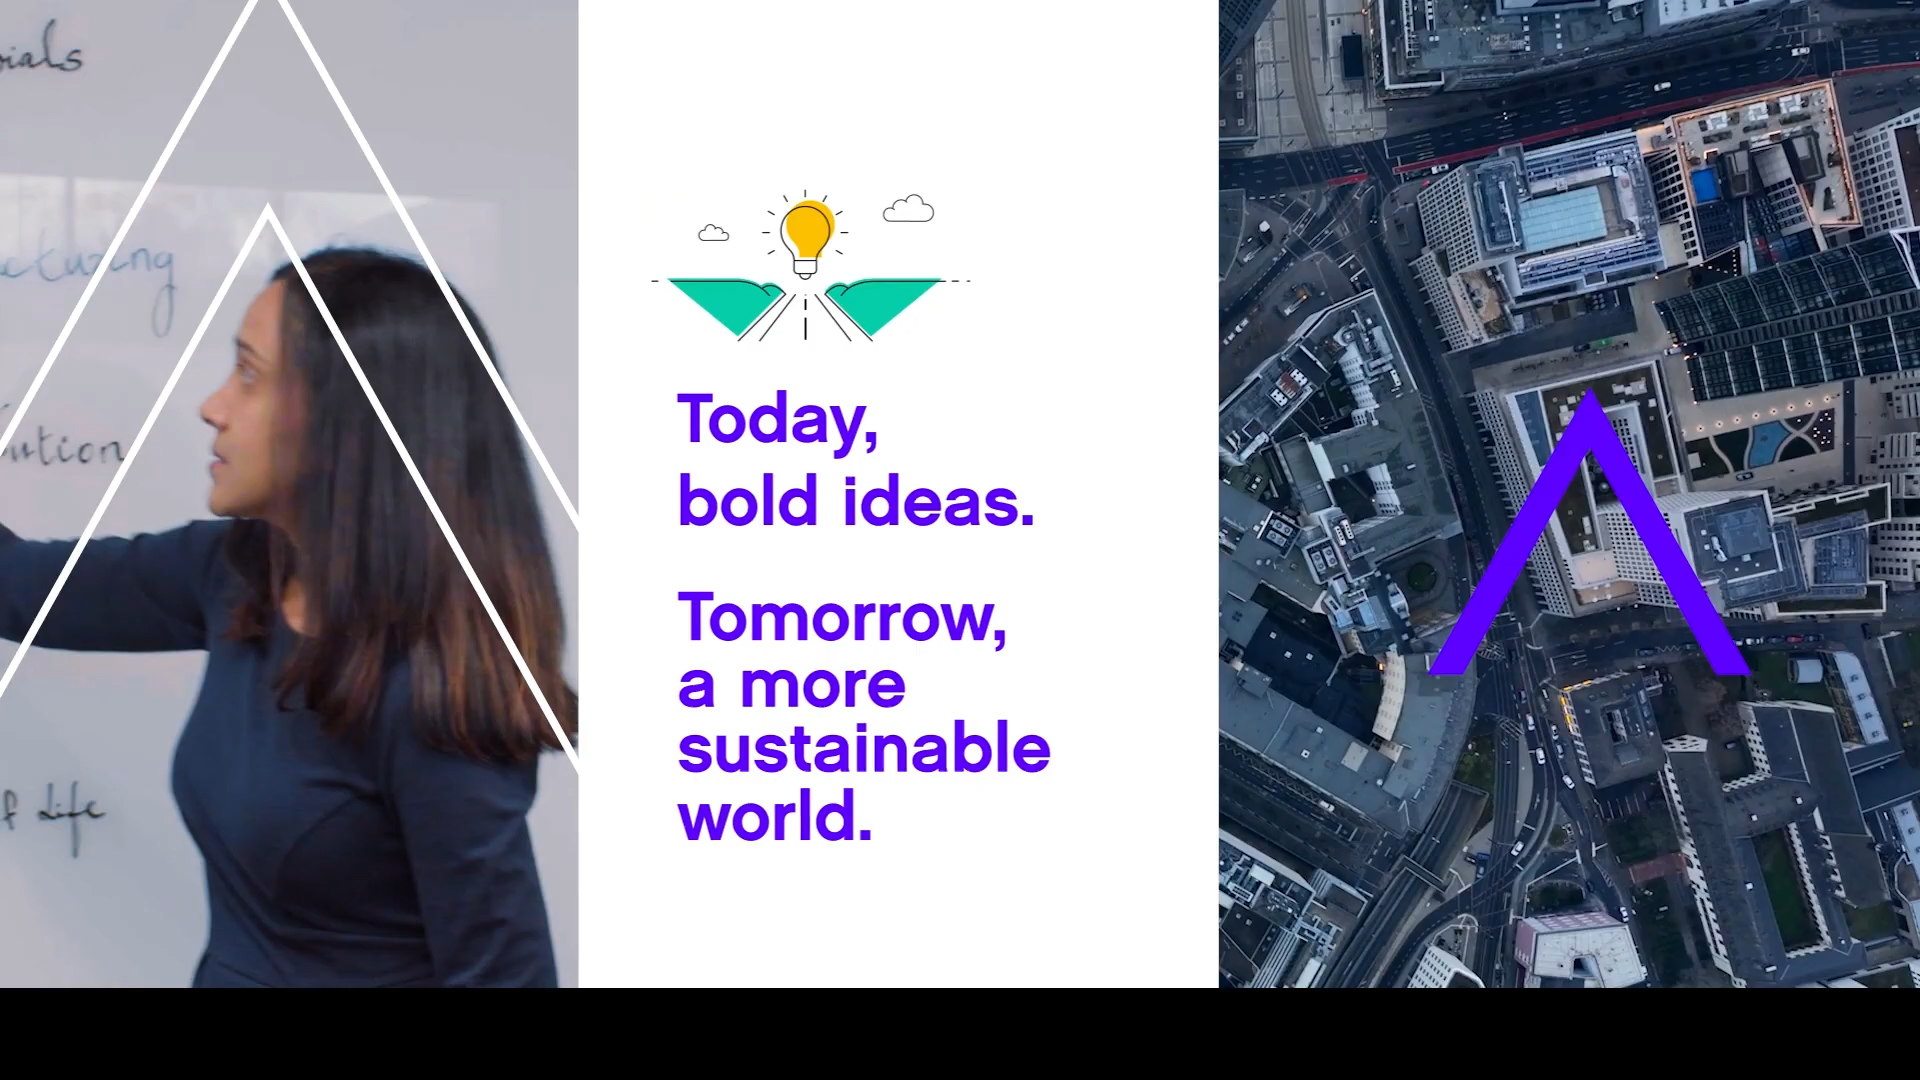 Today,
bold ideas.
Tomorrow,
a more
sustainable
world.